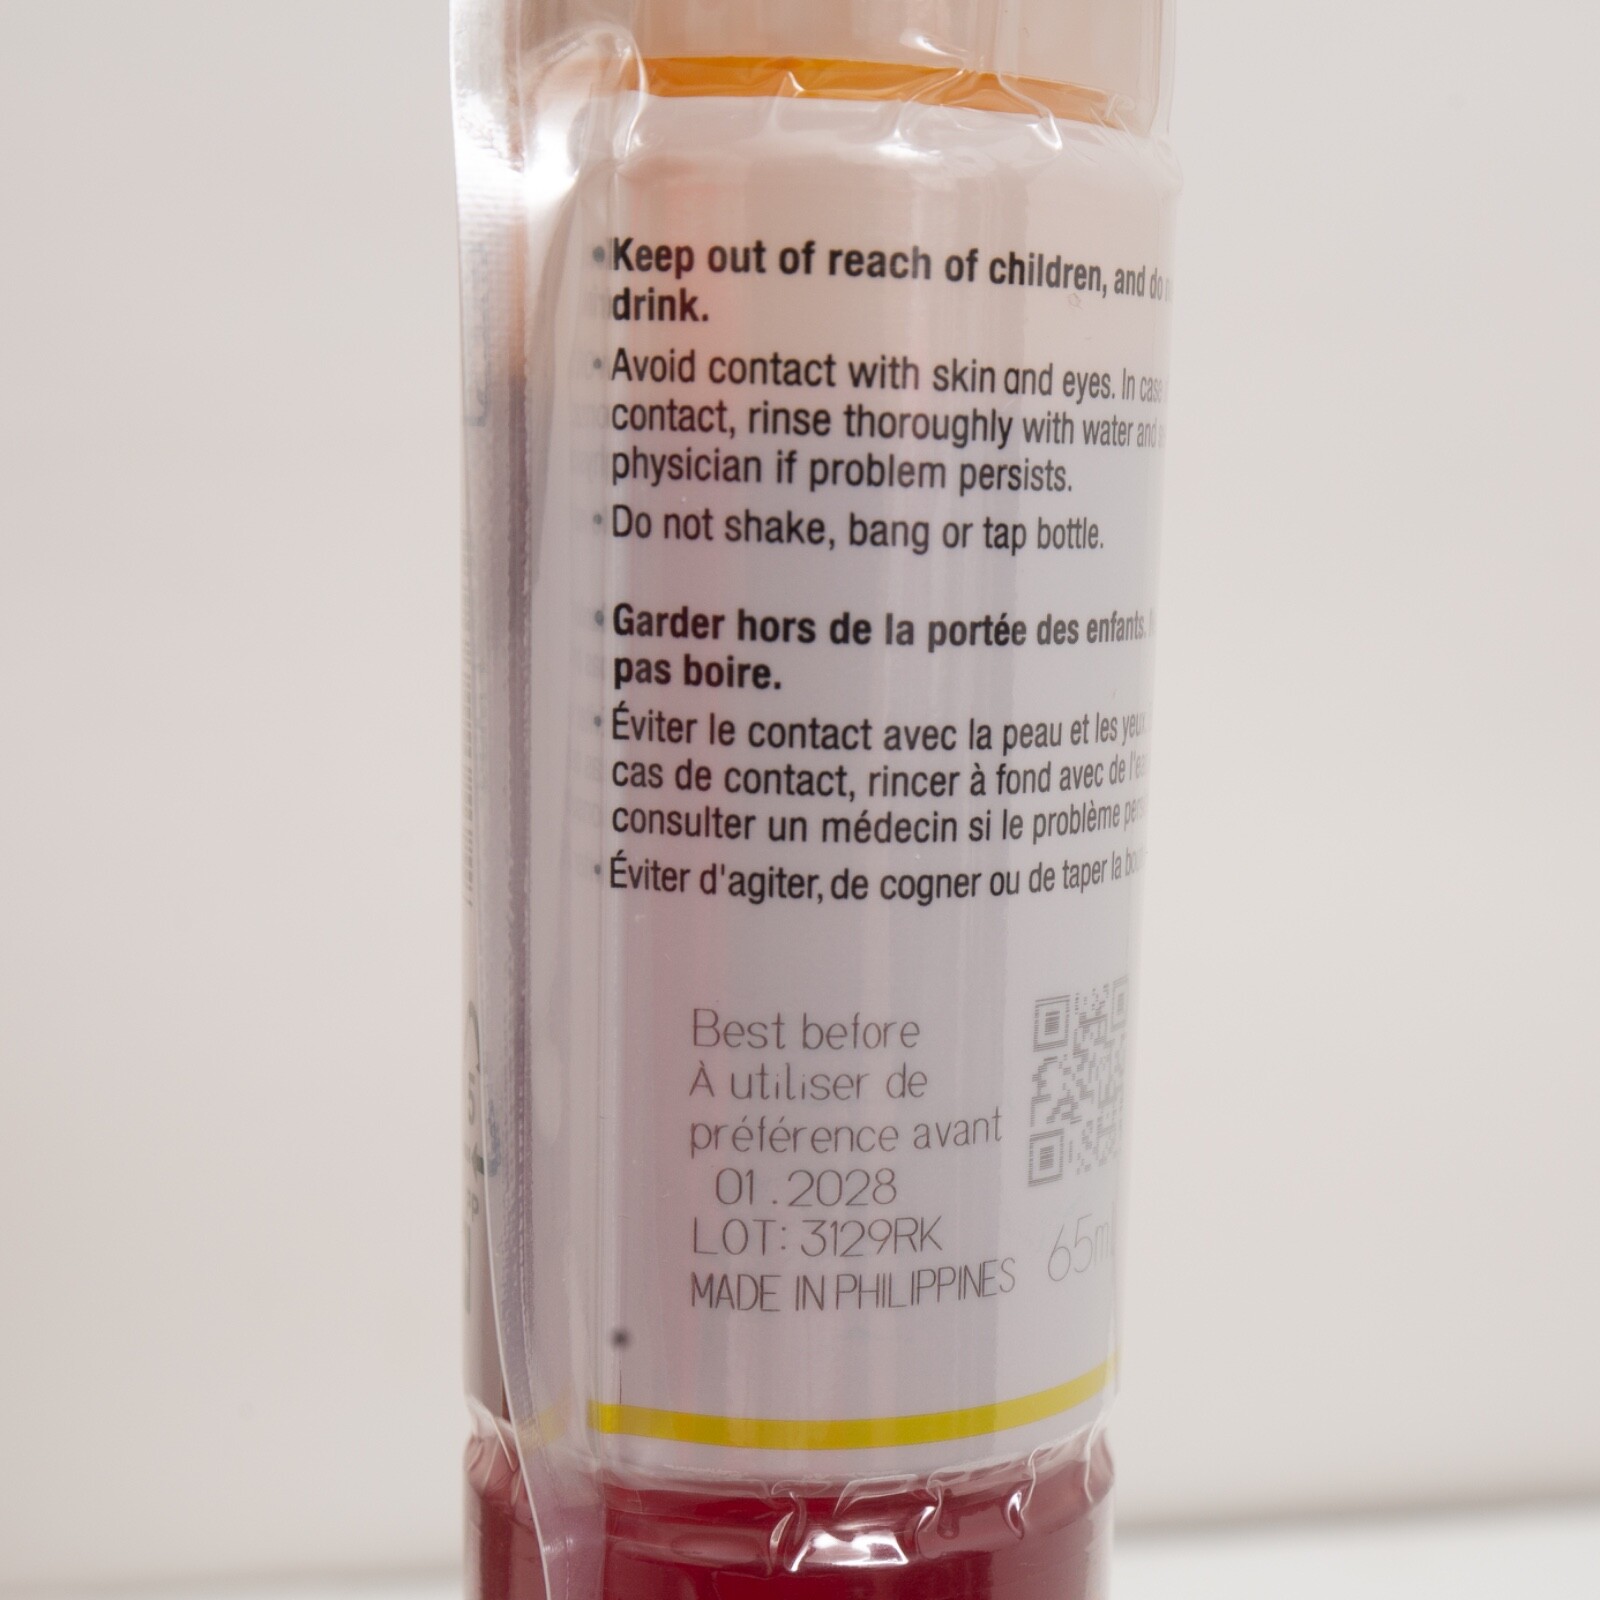 • Keep out of reach of children, and do
drink.
• Avoid contact with skin and eyes. In case
contact, rinse thoroughly with water and
physician if problem persists.
• Do not shake, bang or tap bottle.
• Garder hors de la portée des enfants.
pas boire.
• Éviter le contact avec la peau et les yeux
cas de contact, rincer à fond avec de l'eau
consulter un médecin si le problème
• Éviter d'agiter, de cogner ou de taper la
Best before
À utiliser de
préférence avant
01.2028
LOT: 3129RK
MADE IN PHILIPPINES 65ml